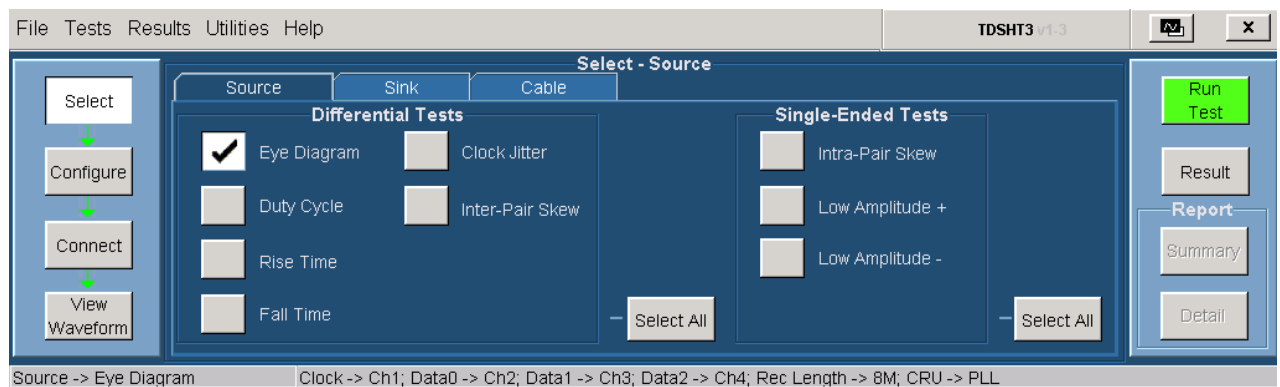 File Tests Results Utilities Help
TDSHT3 v1-3
x
Select - Source
Select
Configure
Connect
View
Waveform
Source
Sink
Cable
Differential Tests
Eye Diagram
Clock Jitter
Duty Cycle
Inter-Pair Skew
Rise Time
Fall Time
Select All
Single-Ended Tests
Intra-Pair Skew
Low Amplitude +
Low Amplitude -
Select All
Run
Test
Result
Report
Summary
Detail
Source -> Eye Diagram
Clock -> Ch1; Data0 -> Ch2; Data1 -> Ch3; Data2 -> Ch4; Rec Length -> 8M; CRU -> PLL